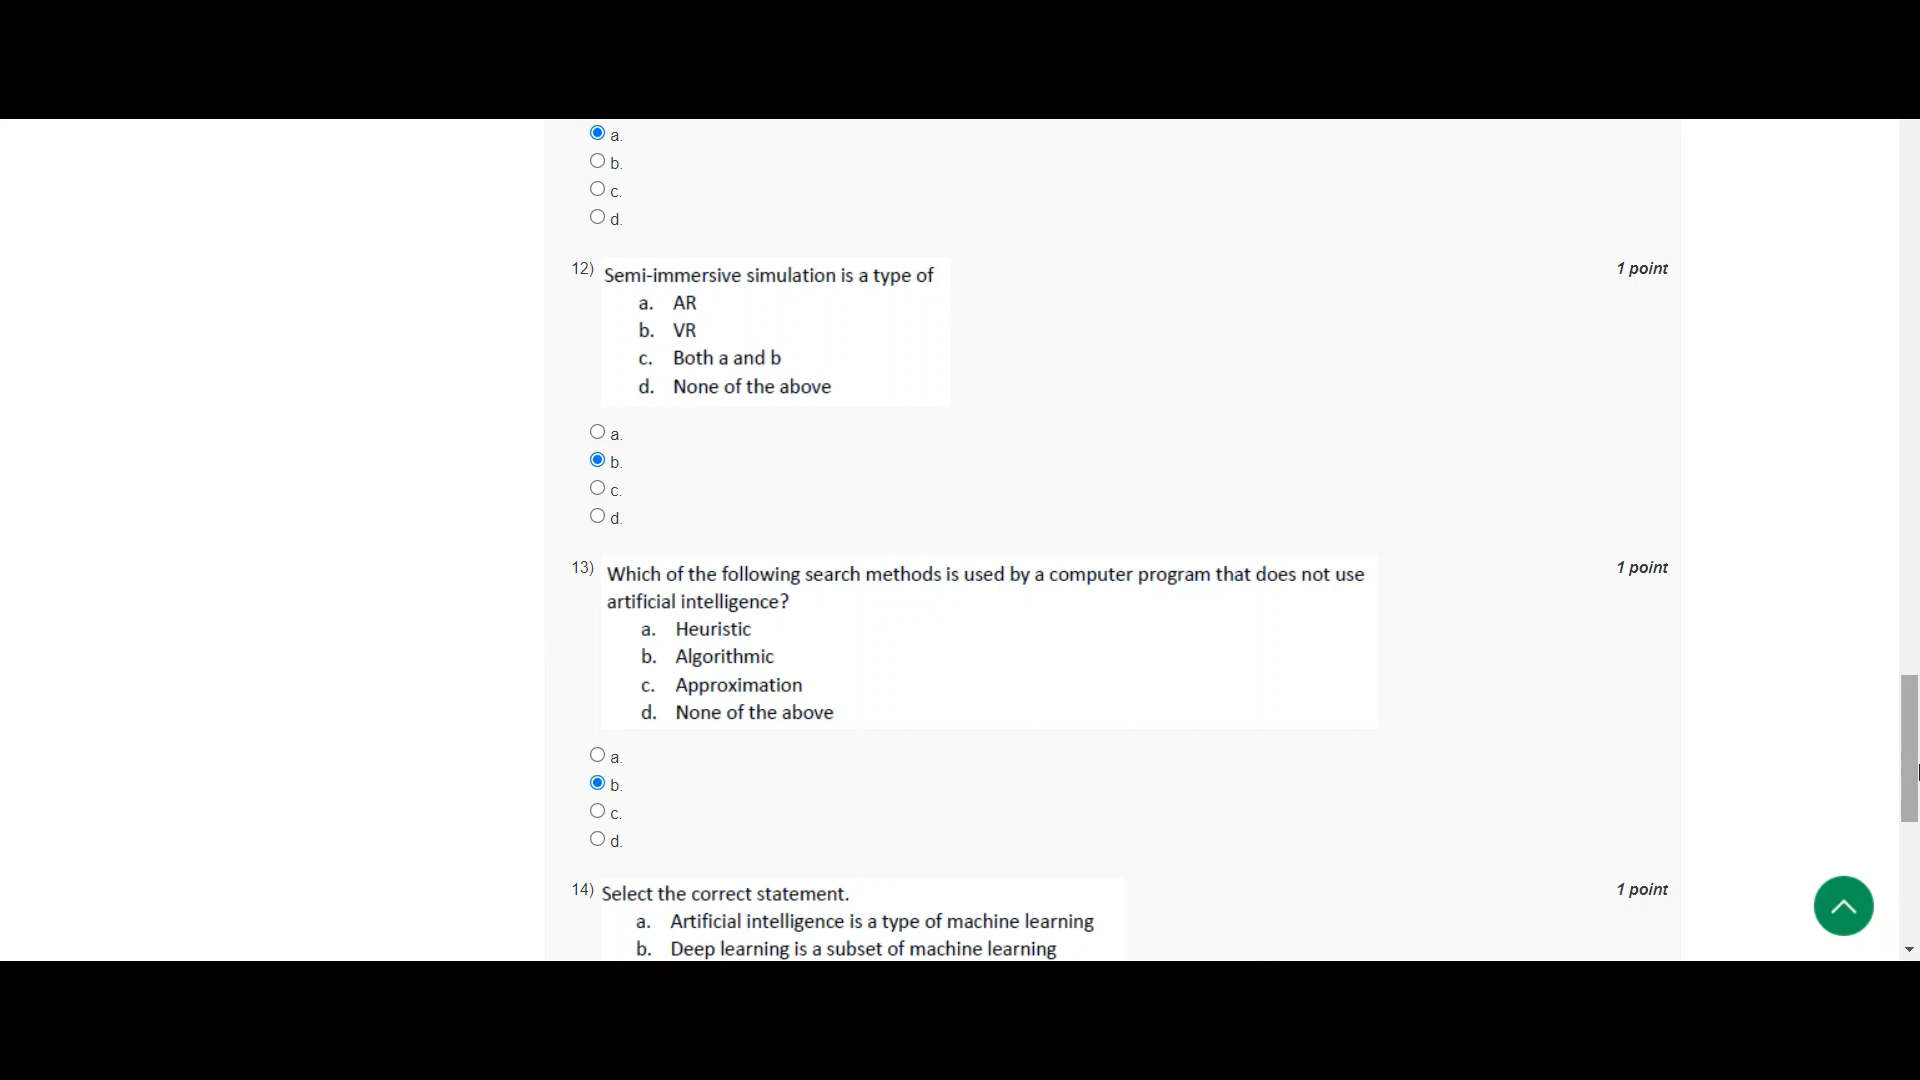 a.
b.
c.
d.
12) Semi-immersive simulation is a type of 1 point
a. AR
b. VR
c. Both a and b
d. None of the above
a.
b.
c.
d.
13) Which of the following search methods is used by a computer program that does not use 1 point
artificial intelligence?
a. Heuristic
b. Algorithmic
c. Approximation
d. None of the above
a.
b.
c.
d.
14) Select the correct statement. 1 point
a. Artificial intelligence is a type of machine learning
b. Deep learning is a subset of machine learning